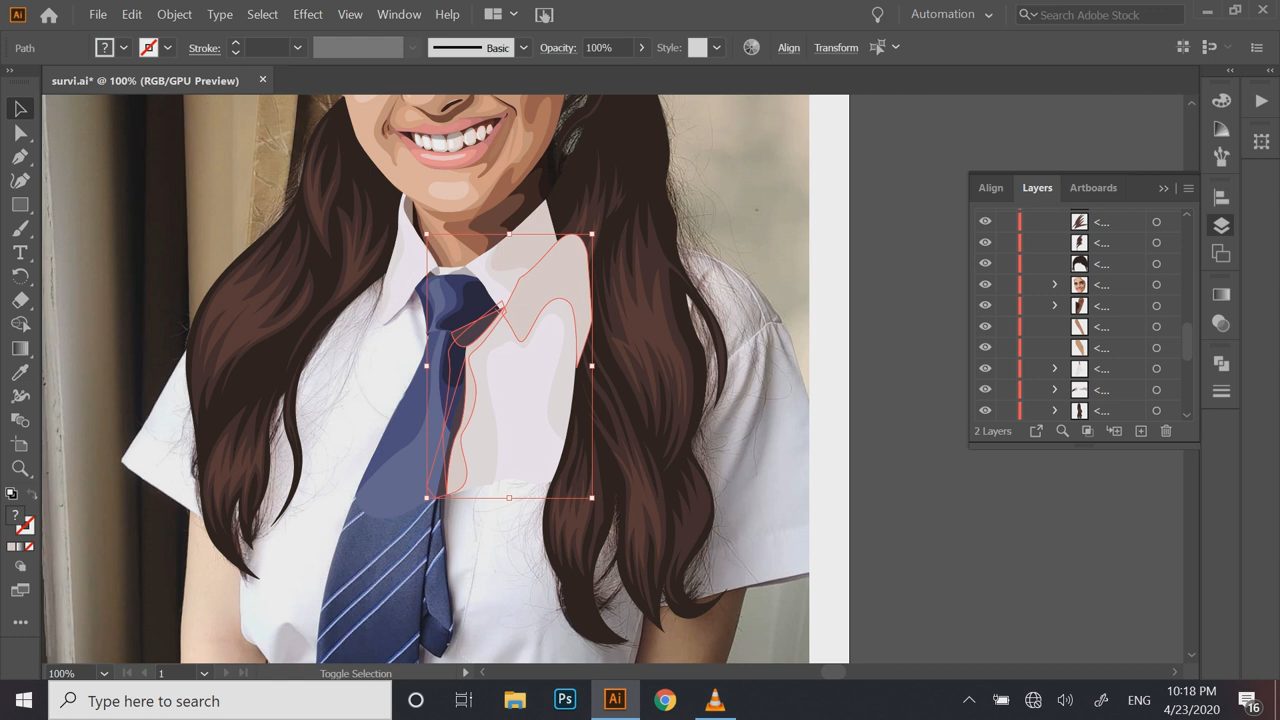 Ai File Edit Object Type Select Effect View Window Help Automation Search Adobe Stock
Path ? Stroke: Basic Opacity: 100% Style: Align Transform
survi.ai* @ 100% (RGB/GPU Preview)
Align Layers Artboards
<...
<...
<...
<...
<...
<...
<...
<...
<...
<...
2 Layers
?
100% 1 Toggle Selection
Type here to search Ps Ai ENG 10:18 PM
4/23/2020 16